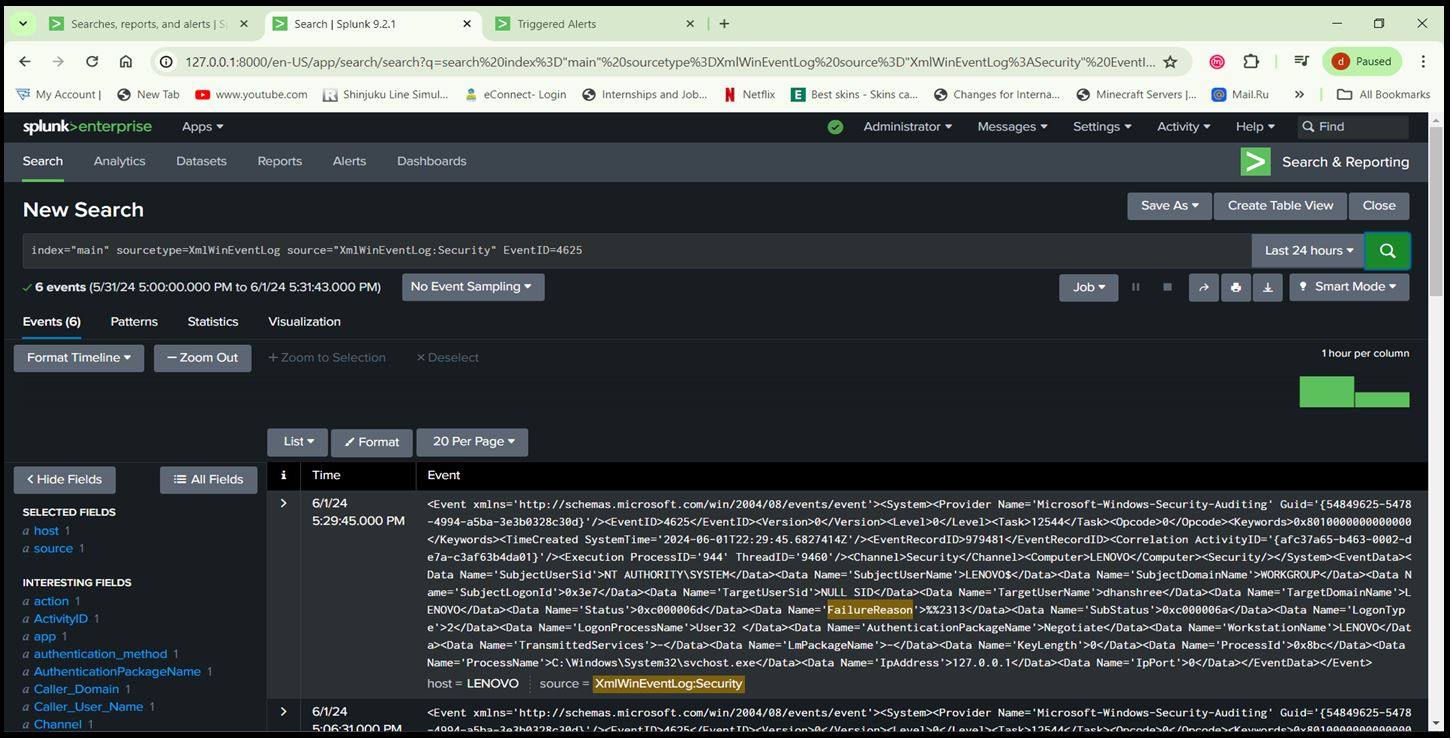 Searches, reports, and alerts | S
Search | Splunk 9.2.1
Triggered Alerts
127.0.0.1:8000/en-US/app/search/search?q=search%20index%3D"main"%20sourcetype%3DXmlWinEventLog%20source%3D"XmlWinEventLog%3ASecurity"%20EventI...
d Paused
My Account |
New Tab
www.youtube.com
Shinjuku Line Simul...
eConnect- Login
Internships and Job...
Netflix
Best skins - Skins ca...
Changes for Interna...
Minecraft Servers |...
Mail.Ru
»
All Bookmarks
splunk>enterprise Apps
Administrator Messages Settings Activity Help Find
Search Analytics Datasets Reports Alerts Dashboards
Search & Reporting
New Search
Save As Create Table View Close
index="main" sourcetype=XmlWinEventLog source="XmlWinEventLog:Security" EventID=4625
Last 24 hours
6 events (5/31/24 5:00:00.000 PM to 6/1/24 5:31:43.000 PM)
No Event Sampling
Job
Smart Mode
Events (6) Patterns Statistics Visualization
Format Timeline
— Zoom Out
+ Zoom to Selection
× Deselect
1 hour per column
List Format 20 Per Page
< Hide Fields
All Fields
i Time Event
SELECTED FIELDS
a host 1
a source 1
INTERESTING FIELDS
a action 1
a ActivityID 1
a app 1
a authentication_method 1
a AuthenticationPackageName 1
a Caller_Domain 1
a Caller_User_Name 1
a Channel 1
6/1/24
5:29:45.000 PM
<Event xmlns='http://schemas.microsoft.com/win/2004/08/events/event'><System><Provider Name='Microsoft-Windows-Security-Auditing' Guid='{54849625-5478
-4994-a5ba-3e3b0328c30d}'/><EventID>4625</EventID><Version>0</Version><Level>0</Level><Task>12544</Task><Opcode>0</Opcode><Keywords>0x8010000000000000
</Keywords><TimeCreated SystemTime='2024-06-01T22:29:45.6827414Z'/><EventRecordID>979481</EventRecordID><Correlation ActivityID='{afc37a65-b463-0002-d
e7a-c3af63b4da01}'/><Execution ProcessID='944' ThreadID='9460'/><Channel>Security</Channel><Computer>LENOVO</Computer><Security/></System><EventData><
Data Name='SubjectUserSid'>NT AUTHORITY\SYSTEM</Data><Data Name='SubjectUserName'>LENOVO$</Data><Data Name='SubjectDomainName'>WORKGROUP</Data><Data N
ame='SubjectLogonId'>0x3e7</Data><Data Name='TargetUserSid'>NULL SID</Data><Data Name='TargetUserName'>dhanshree</Data><Data Name='TargetDomainName'>L
ENOVO</Data><Data Name='Status'>0xc000006d</Data><Data Name='FailureReason'>%%2313</Data><Data Name='SubStatus'>0xc000006a</Data><Data Name='LogonTyp
e'>2</Data><Data Name='LogonProcessName'>User32 </Data><Data Name='AuthenticationPackageName'>Negotiate</Data><Data Name='WorkstationName'>LENOVO</Dat
a><Data Name='TransmittedServices'>-</Data><Data Name='LmPackageName'>-</Data><Data Name='KeyLength'>0</Data><Data Name='ProcessId'>0x8bc</Data><Data
Name='ProcessName'>C:\Windows\System32\svchost.exe</Data><Data Name='IpAddress'>127.0.0.1</Data><Data Name='IpPort'>0</Data></EventData></Event>
host = LENOVO source = XmlWinEventLog:Security
6/1/24
5:06:31.000 PM
<Event xmlns='http://schemas.microsoft.com/win/2004/08/events/event'><System><Provider Name='Microsoft-Windows-Security-Auditing' Guid='{54849625-5478
-4994-a5ba-3e3b0328c30d}'/><EventID>4625</EventID><Version>0</Version><Level>0</Level><Task>12544</Task><Opcode>0</Opcode><Keywords>0x8010000000000000